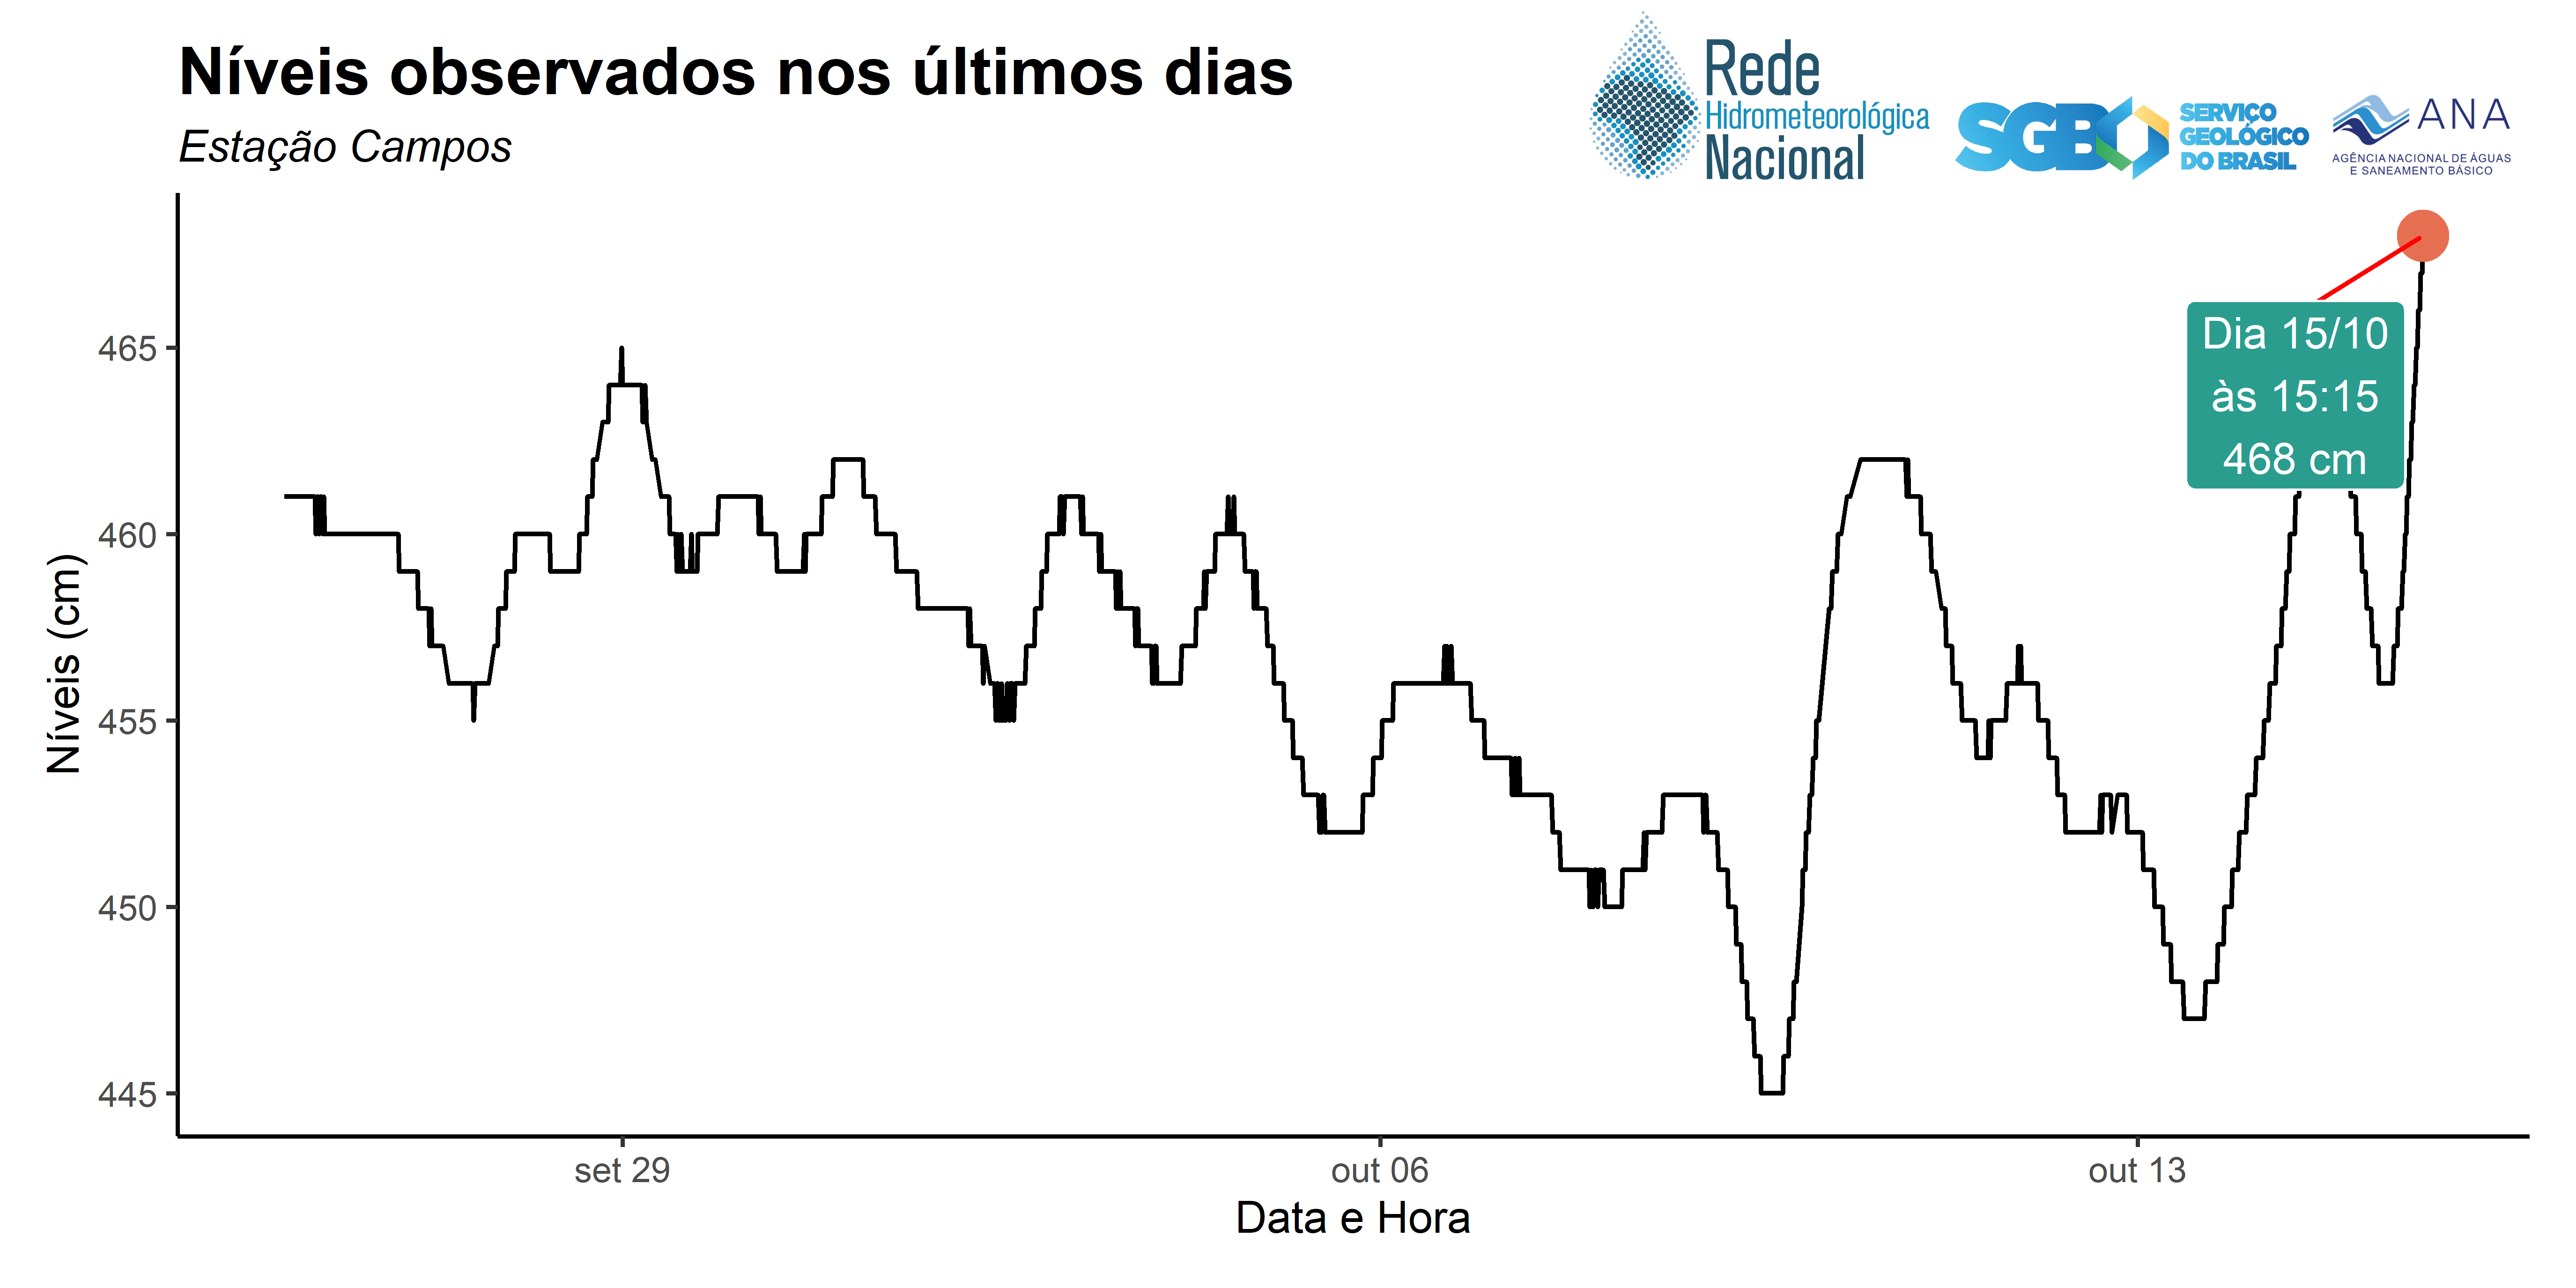 Níveis observados nos últimos dias
Estação Campos
Rede
Hidrometeorológica
Nacional
SGB
SERVIÇO
GEOLÓGICO
DO BRASIL
ANA
AGÊNCIA NACIONAL DE ÁGUAS
E SANEAMENTO BÁSICO
Dia 15/10
às 15:15
468 cm
465
460
455
450
445
Níveis (cm)
set 29
out 06
out 13
Data e Hora